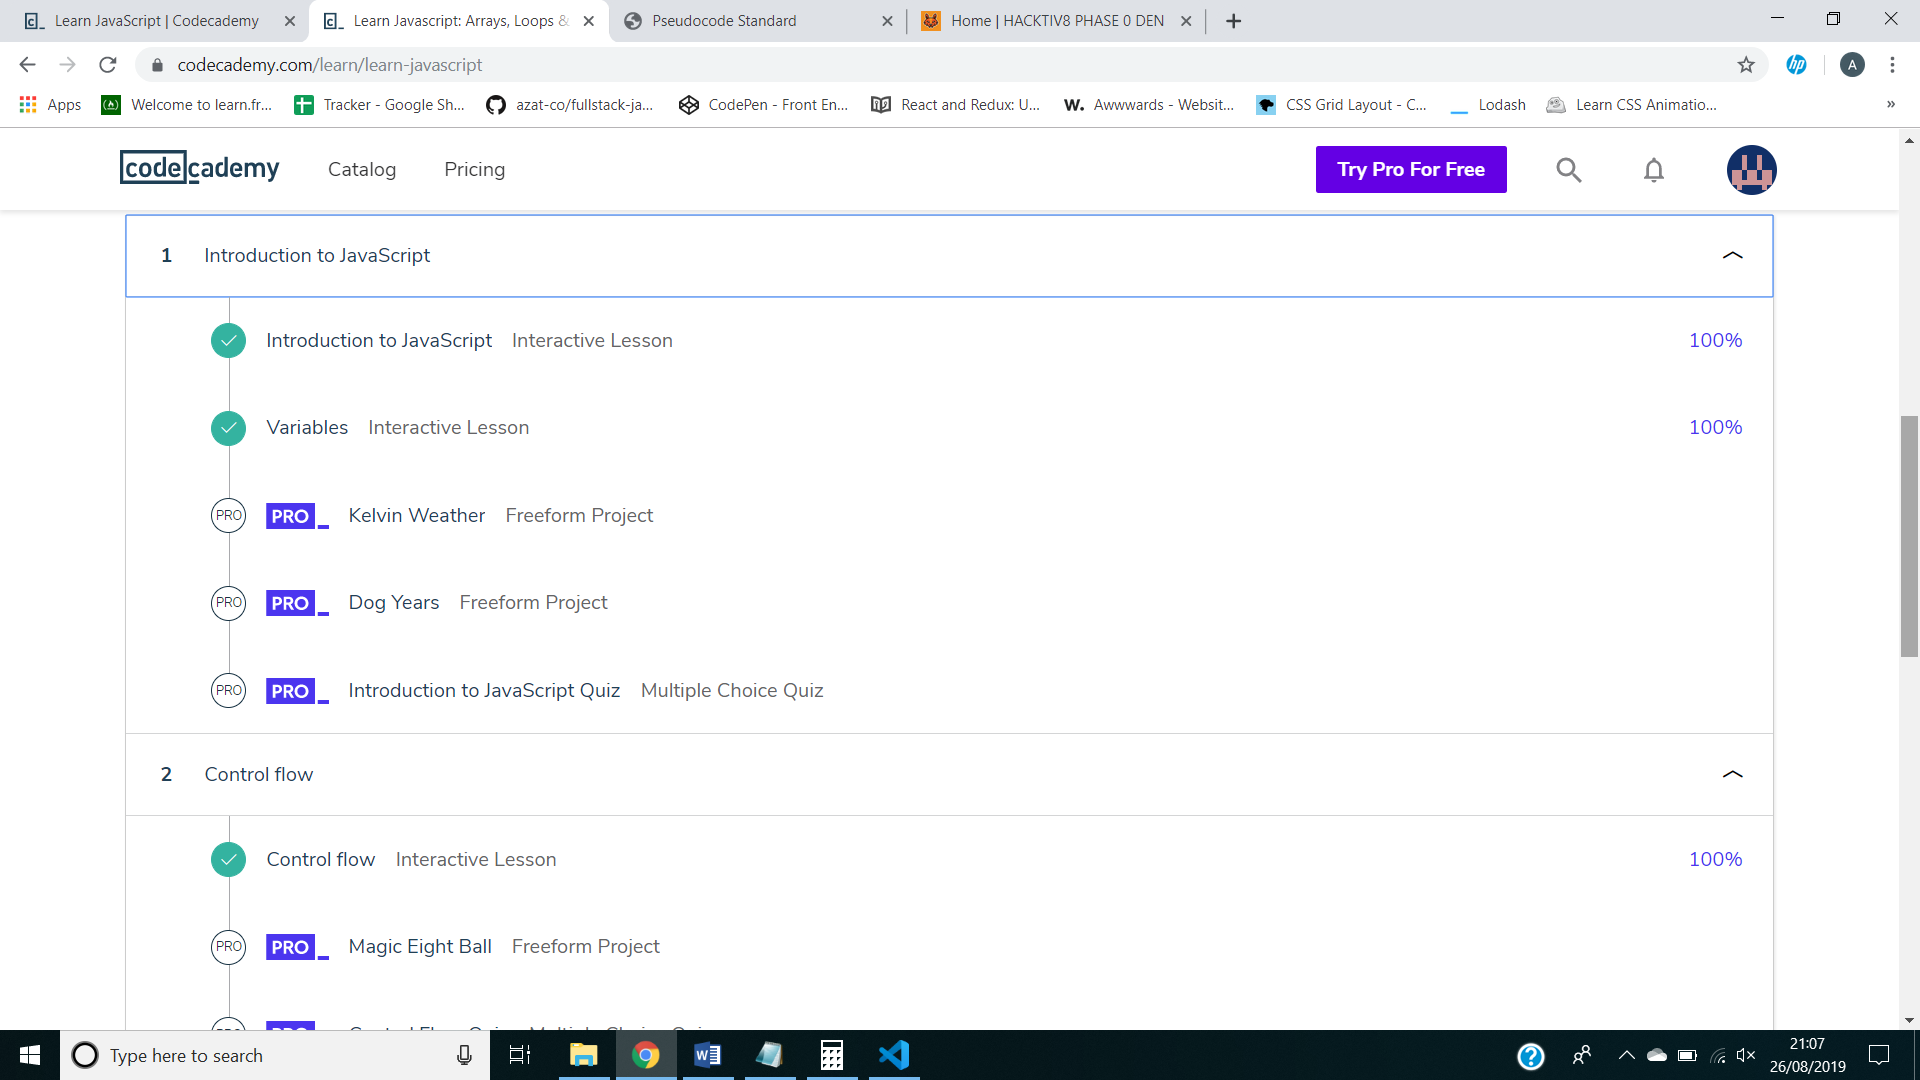 Learn JavaScript | Codecademy
Learn Javascript: Arrays, Loops &
Pseudocode Standard
Home | HACKTIV8 PHASE 0 DEN
codecademy.com/learn/learn-javascript
A
Apps
Welcome to learn.fr...
Tracker - Google Sh...
azat-co/fullstack-ja...
CodePen - Front En...
React and Redux: U...
W. Awwwards - Websit...
CSS Grid Layout - C...
Lodash
Learn CSS Animatio...
codecademy
Catalog
Pricing
Try Pro For Free
1 Introduction to JavaScript
Introduction to JavaScript Interactive Lesson 100%
Variables Interactive Lesson 100%
PRO PRO_ Kelvin Weather Freeform Project
PRO PRO_ Dog Years Freeform Project
PRO PRO_ Introduction to JavaScript Quiz Multiple Choice Quiz
2 Control flow
Control flow Interactive Lesson 100%
PRO PRO_ Magic Eight Ball Freeform Project
Type here to search
21:07
26/08/2019